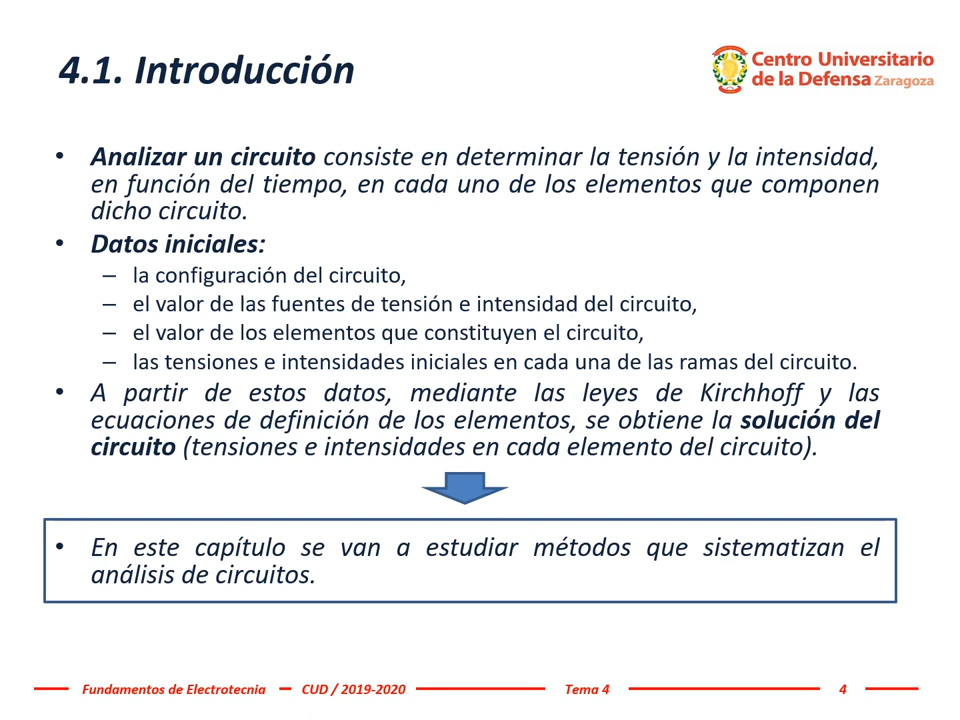 4.1. Introducción
Centro Universitario
de la Defensa Zaragoza
• Analizar un circuito consiste en determinar la tensión y la intensidad,
en función del tiempo, en cada uno de los elementos que componen
dicho circuito.
• Datos iniciales:
– la configuración del circuito,
– el valor de las fuentes de tensión e intensidad del circuito,
– el valor de los elementos que constituyen el circuito,
– las tensiones e intensidades iniciales en cada una de las ramas del circuito.
• A partir de estos datos, mediante las leyes de Kirchhoff y las
ecuaciones de definición de los elementos, se obtiene la solución del
circuito (tensiones e intensidades en cada elemento del circuito).
• En este capítulo se van a estudiar métodos que sistematizan el
análisis de circuitos.
Fundamentos de Electrotecnia CUD / 2019-2020 Tema 4 4